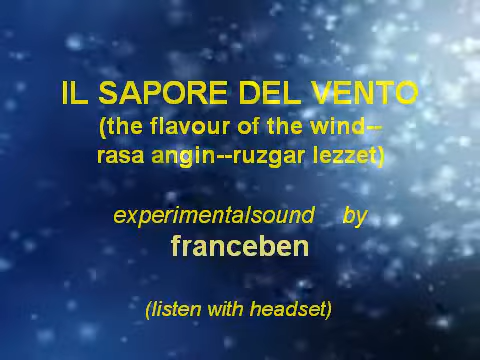 IL SAPORE DEL VENTO
(the flavour of the wind--
rasa angin--ruzgar lezzet)
experimentalsound by
franceben
(listen with headset)